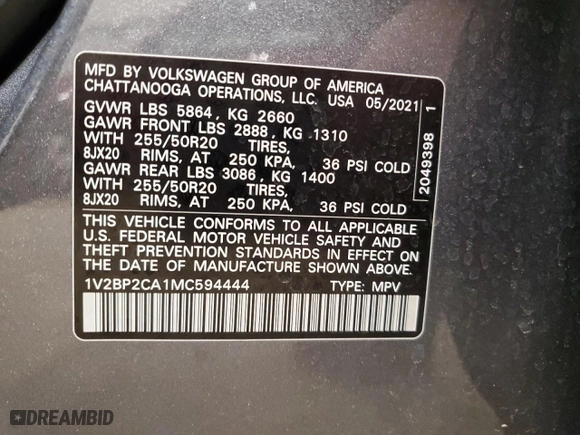 MFD BY VOLKSWAGEN GROUP OF AMERICA
CHATTANOOGA OPERATIONS, LLC. USA 05/2021
GVWR LBS 5864, KG 2660
GAWR FRONT LBS 2888, KG 1310
WITH 255/50R20 TIRES,
8JX20 RIMS, AT 250 KPA, 36 PSI COLD
GAWR REAR LBS 3086, KG 1400
WITH 255/50R20 TIRES,
8JX20 RIMS, AT 250 KPA, 36 PSI COLD
THIS VEHICLE CONFORMS TO ALL APPLICABLE
U.S. FEDERAL MOTOR VEHICLE SAFETY AND
THEFT PREVENTION STANDARDS IN EFFECT ON
THE DATE OF MANUFACTURE SHOWN ABOVE.
1V2BP2CA1MC594444 TYPE: MPV
2049398 1
DREAMBID